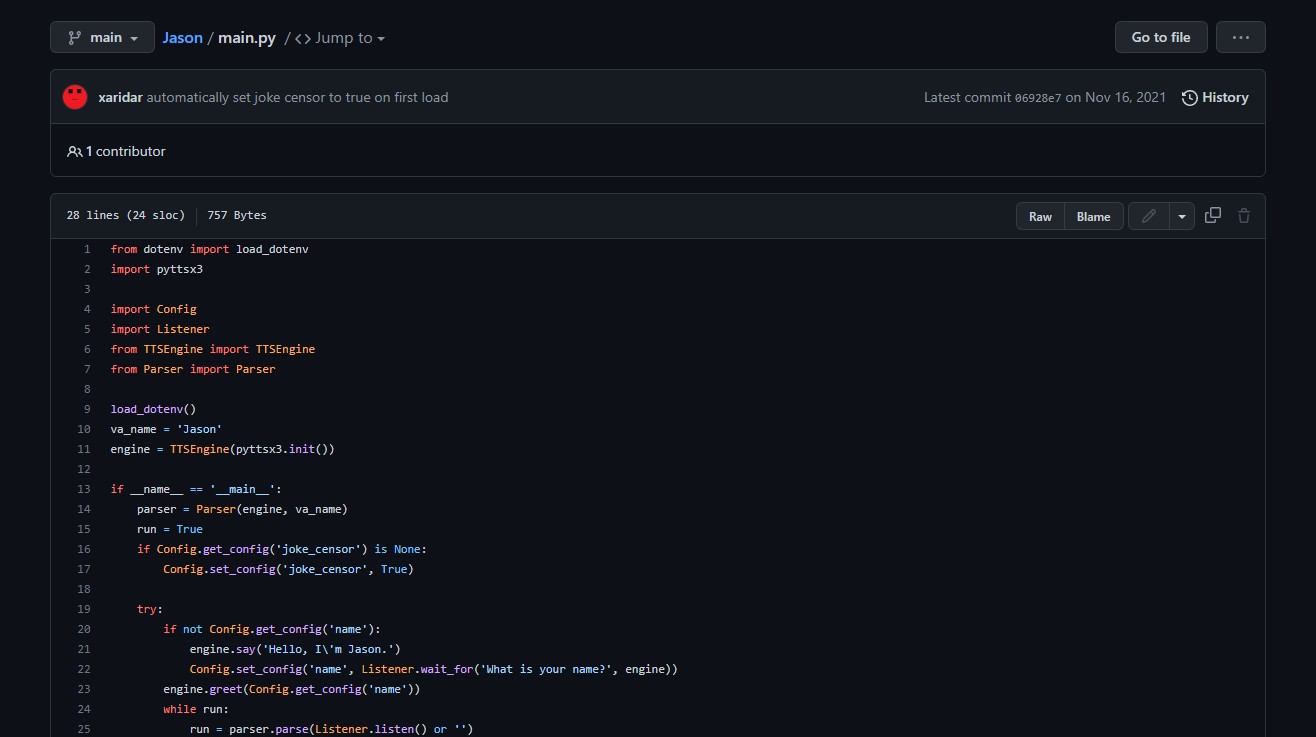 main Jason / main.py / <> Jump to Go to file ...
xaridar automatically set joke censor to true on first load Latest commit 06928e7 on Nov 16, 2021 History
1 contributor
28 lines (24 sloc) 757 Bytes Raw Blame
1 from dotenv import load_dotenv
2 import pyttsx3
3
4 import Config
5 import Listener
6 from TTSEngine import TTSEngine
7 from Parser import Parser
8
9 load_dotenv()
10 va_name = 'Jason'
11 engine = TTSEngine(pyttsx3.init())
12
13 if __name__ == '__main__':
14     parser = Parser(engine, va_name)
15     run = True
16     if Config.get_config('joke_censor') is None:
17         Config.set_config('joke_censor', True)
18
19     try:
20         if not Config.get_config('name'):
21             engine.say('Hello, I\'m Jason.')
22             Config.set_config('name', Listener.wait_for('What is your name?', engine))
23         engine.greet(Config.get_config('name'))
24         while run:
25             run = parser.parse(Listener.listen() or '')